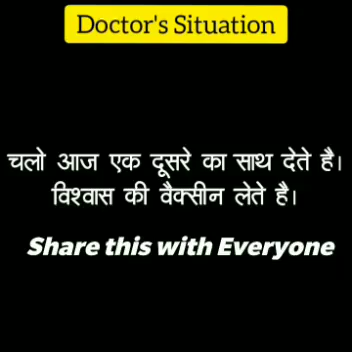 Doctor's Situation
चलो आज एक दूसरे का साथ देते है।
विश्वास की वैक्सीन लेते है।
Share this with Everyone